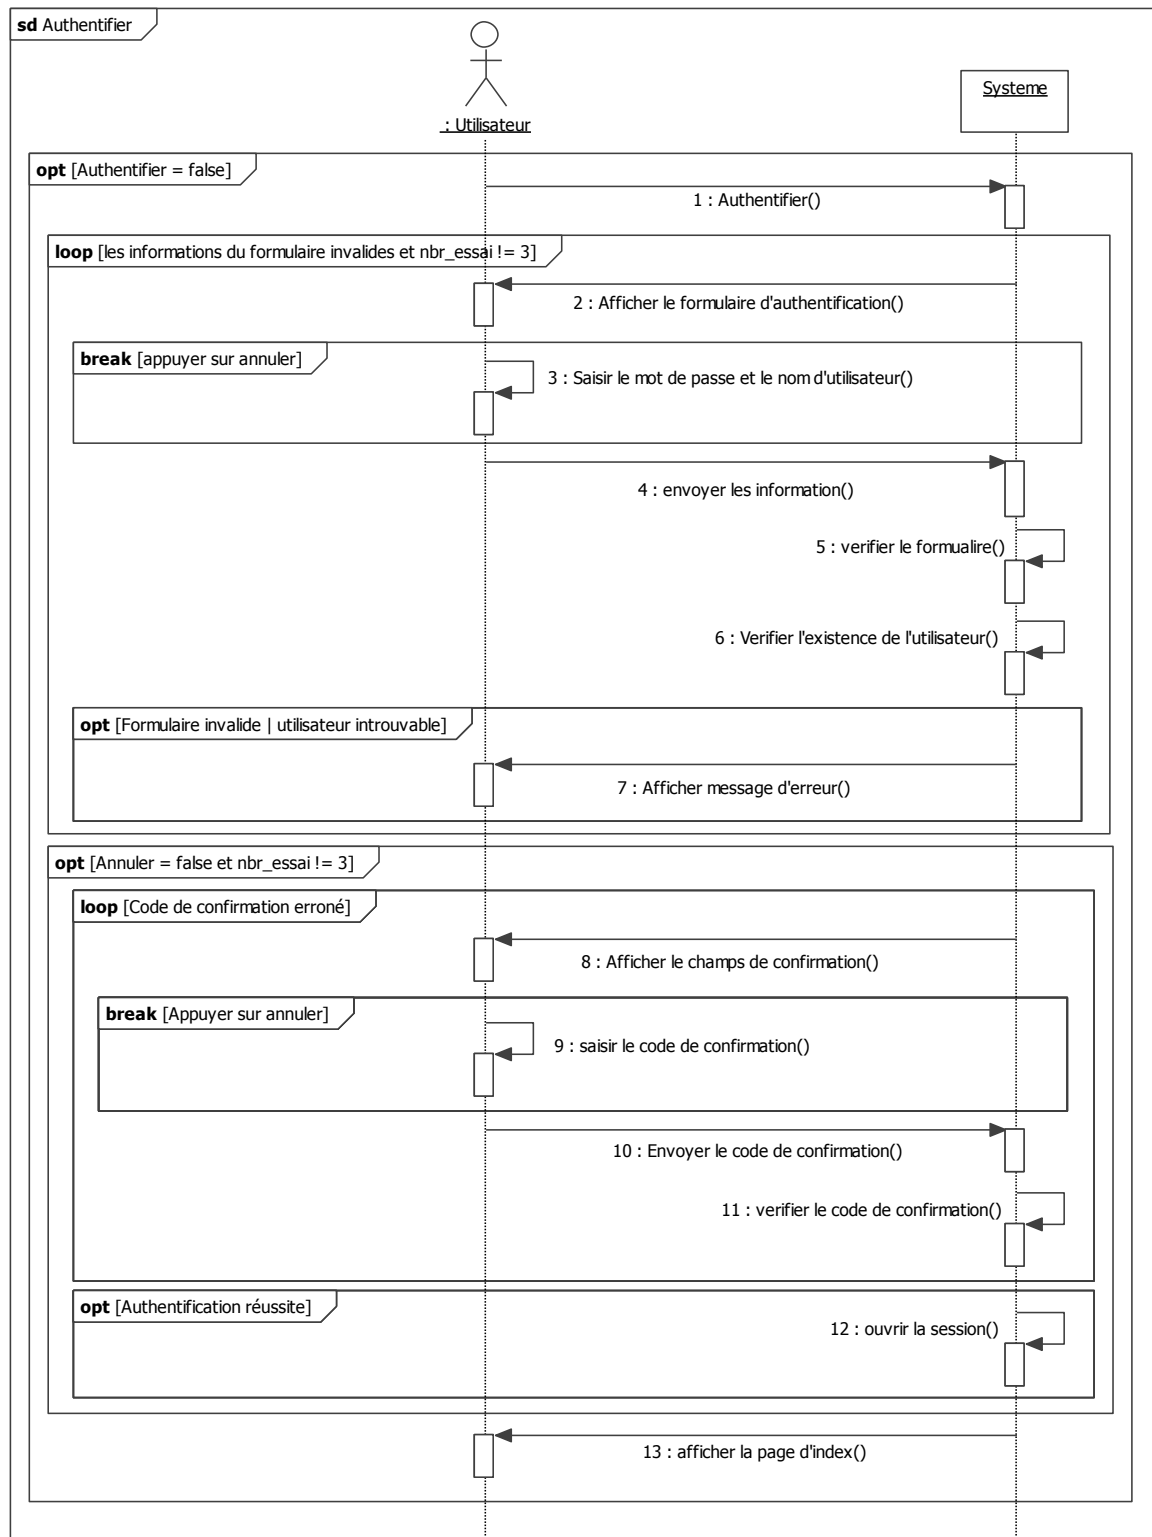 sd Authentifier
: Utilisateur
Systeme
opt [Authentifier = false]
1 : Authentifier()
loop [les informations du formulaire invalides et nbr_essai != 3]
2 : Afficher le formulaire d'authentification()
break [appuyer sur annuler]
3 : Saisir le mot de passe et le nom d'utilisateur()
4 : envoyer les information()
5 : verifier le formualire()
6 : Verifier l'existence de l'utilisateur()
opt [Formulaire invalide | utilisateur introuvable]
7 : Afficher message d'erreur()
opt [Annuler = false et nbr_essai != 3]
loop [Code de confirmation erroné]
8 : Afficher le champs de confirmation()
break [Appuyer sur annuler]
9 : saisir le code de confirmation()
10 : Envoyer le code de confirmation()
11 : verifier le code de confirmation()
opt [Authentification réussite]
12 : ouvrir la session()
13 : afficher la page d'index()